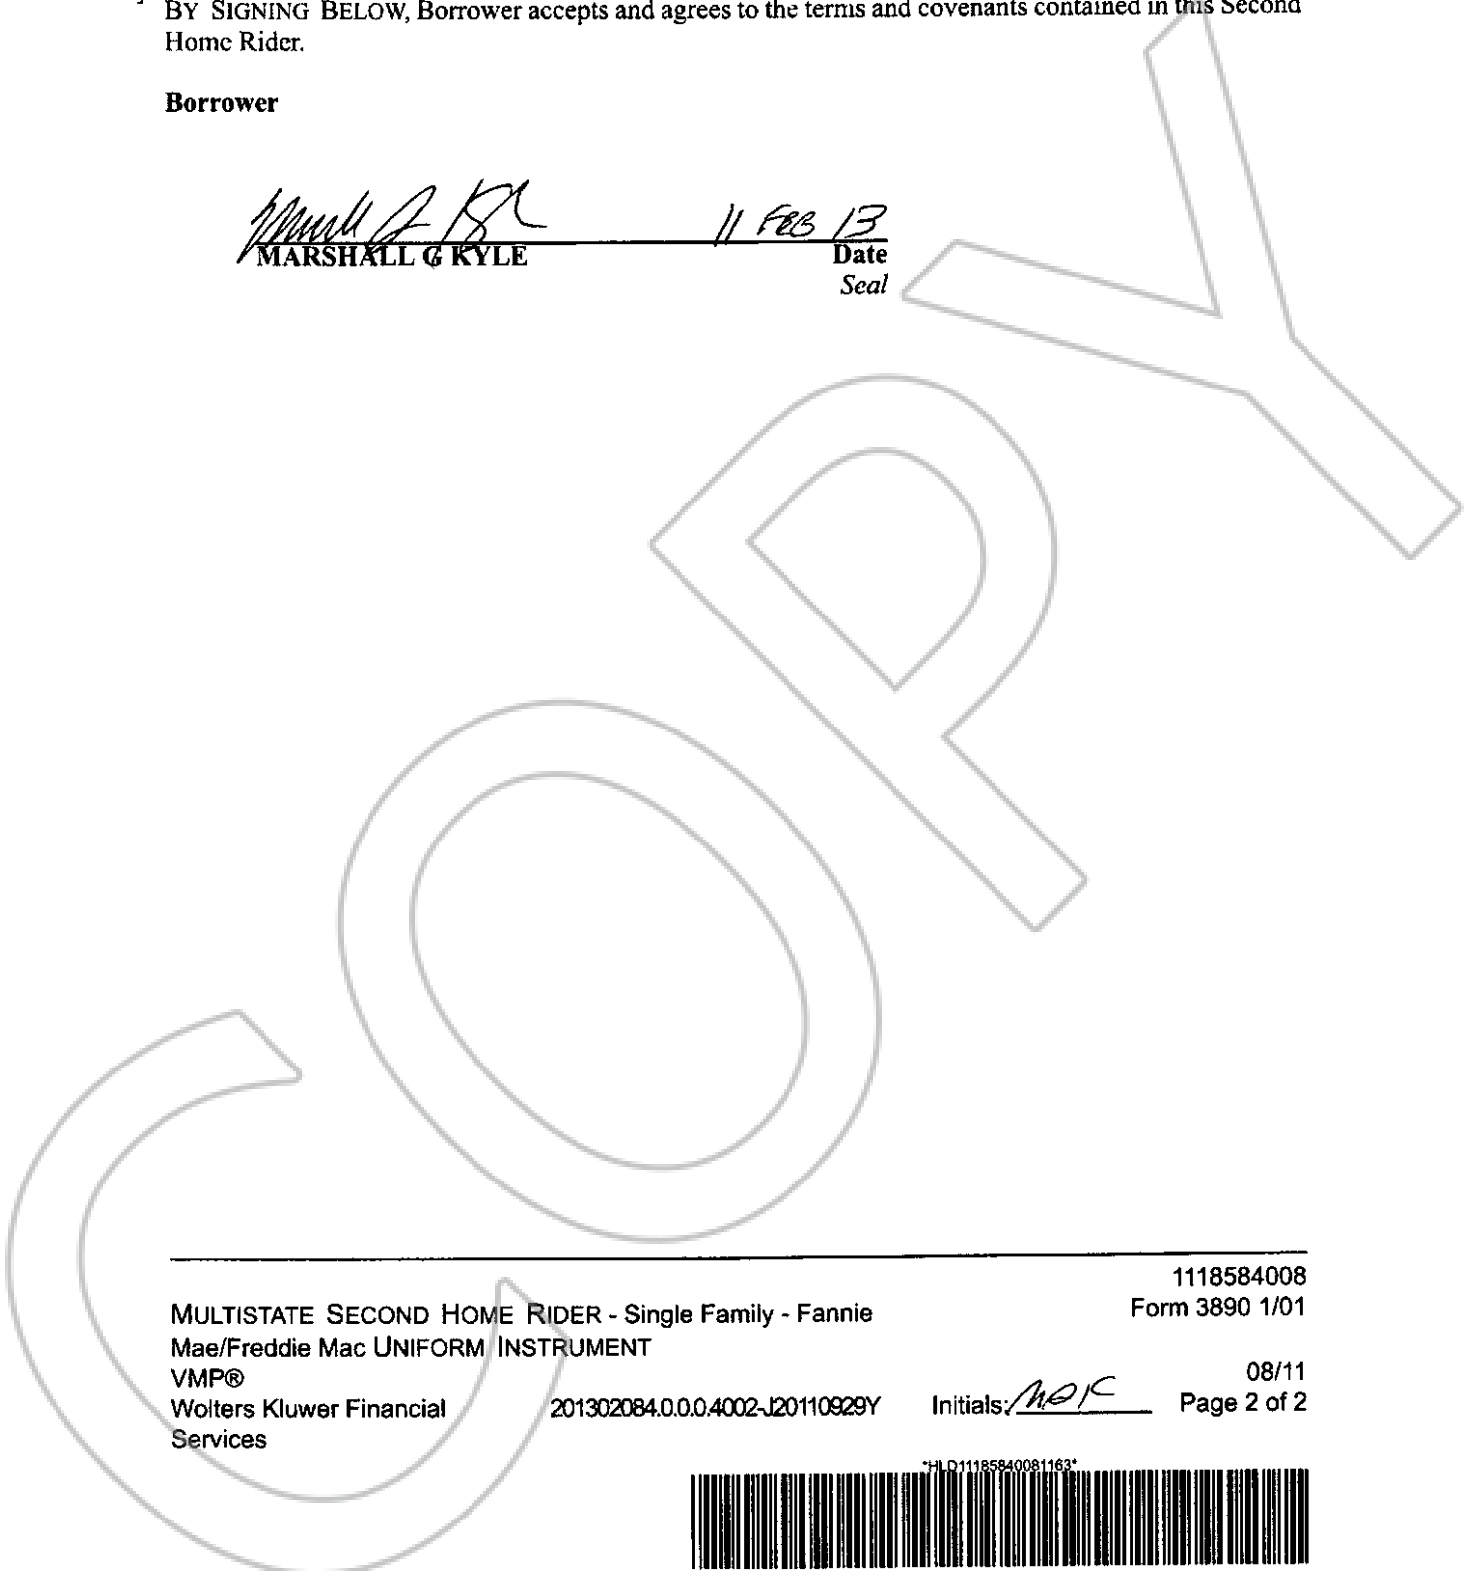 BY SIGNING BELOW, Borrower accepts and agrees to the terms and covenants contained in this Second
Home Rider.
Borrower
11 FEB 13
MARSHALL G KYLE Date
Seal
COPY
1118584008
MULTISTATE SECOND HOME RIDER - Single Family - Fannie Form 3890 1/01
Mae/Freddie Mac UNIFORM INSTRUMENT
VMP® 08/11
Wolters Kluwer Financial 201302084.0.0.0.4002-J20110929Y Initials: MGK Page 2 of 2
Services
*HLD11185840081163*